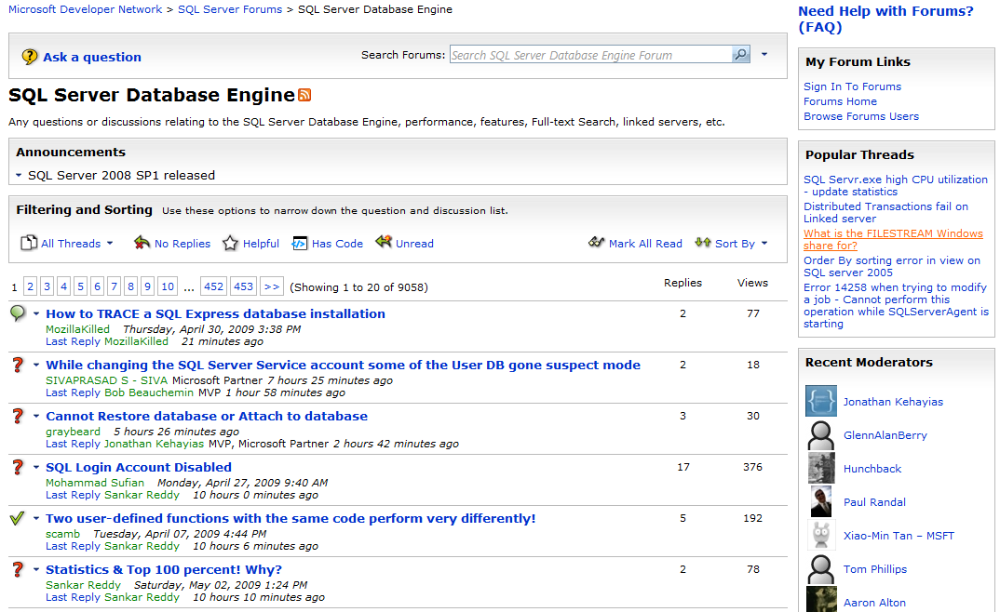 Microsoft Developer Network > SQL Server Forums > SQL Server Database Engine
Ask a question
Search Forums: Search SQL Server Database Engine Forum
SQL Server Database Engine
Any questions or discussions relating to the SQL Server Database Engine, performance, features, Full-text Search, linked servers, etc.
Announcements
SQL Server 2008 SP1 released
Filtering and Sorting Use these options to narrow down the question and discussion list.
All Threads No Replies Helpful Has Code Unread Mark All Read Sort By
1 2 3 4 5 6 7 8 9 10 ... 452 453 >> (Showing 1 to 20 of 9058) Replies Views
How to TRACE a SQL Express database installation 2 77
MozillaKilled Thursday, April 30, 2009 3:38 PM
Last Reply MozillaKilled 21 minutes ago
While changing the SQL Server Service account some of the User DB gone suspect mode 2 18
SIVAPRASAD S - SIVA Microsoft Partner 7 hours 25 minutes ago
Last Reply Bob Beauchemin MVP 1 hour 58 minutes ago
Cannot Restore database or Attach to database 3 30
graybeard 5 hours 26 minutes ago
Last Reply Jonathan Kehayias MVP, Microsoft Partner 2 hours 42 minutes ago
SQL Login Account Disabled 17 376
Mohammad Sufian Monday, April 27, 2009 9:40 AM
Last Reply Sankar Reddy 10 hours 0 minutes ago
Two user-defined functions with the same code perform very differently! 5 192
scamb Tuesday, April 07, 2009 4:44 PM
Last Reply Sankar Reddy 10 hours 6 minutes ago
Statistics & Top 100 percent! Why? 2 78
Sankar Reddy Saturday, May 02, 2009 1:24 PM
Last Reply Sankar Reddy 10 hours 10 minutes ago
Need Help with Forums?
(FAQ)
My Forum Links
Sign In To Forums
Forums Home
Browse Forums Users
Popular Threads
SQL Servr.exe high CPU utilization
- update statistics
Distributed Transactions fail on
Linked server
What is the FILESTREAM Windows
share for?
Order By sorting error in view on
SQL server 2005
Error 14258 when trying to modify
a job - Cannot perform this
operation while SQLServerAgent is
starting
Recent Moderators
Jonathan Kehayias
GlennAlanBerry
Hunchback
Paul Randal
Xiao-Min Tan – MSFT
Tom Phillips
Aaron Alton